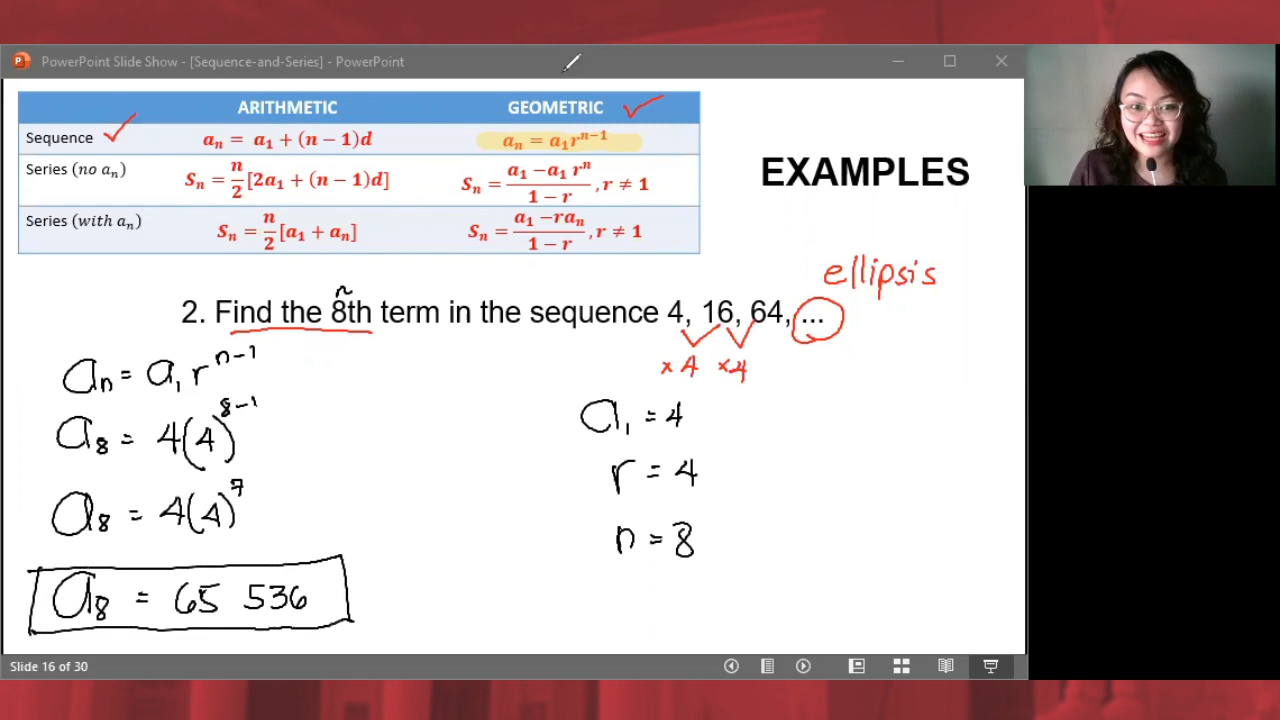 PowerPoint Slide Show - [Sequence-and-Series] - PowerPoint
ARITHMETIC GEOMETRIC
Sequence aₙ = a₁ + (n − 1)d aₙ = a₁rⁿ⁻¹
Series (no aₙ) Sₙ = n/2 [2a₁ + (n − 1)d] Sₙ = (a₁ − a₁ rⁿ)/(1 − r), r ≠ 1
Series (with aₙ) Sₙ = n/2 [a₁ + aₙ] Sₙ = (a₁ − raₙ)/(1 − r), r ≠ 1
EXAMPLES
ellipsis
n
2. Find the 8th term in the sequence 4, 16, 64, ...
×4 ×4
aₙ = a₁ rⁿ⁻¹
a₈ = 4(4)⁸⁻¹
a₈ = 4(4)⁷
a₈ = 65 536
a₁ = 4
r = 4
n = 8
Slide 16 of 30